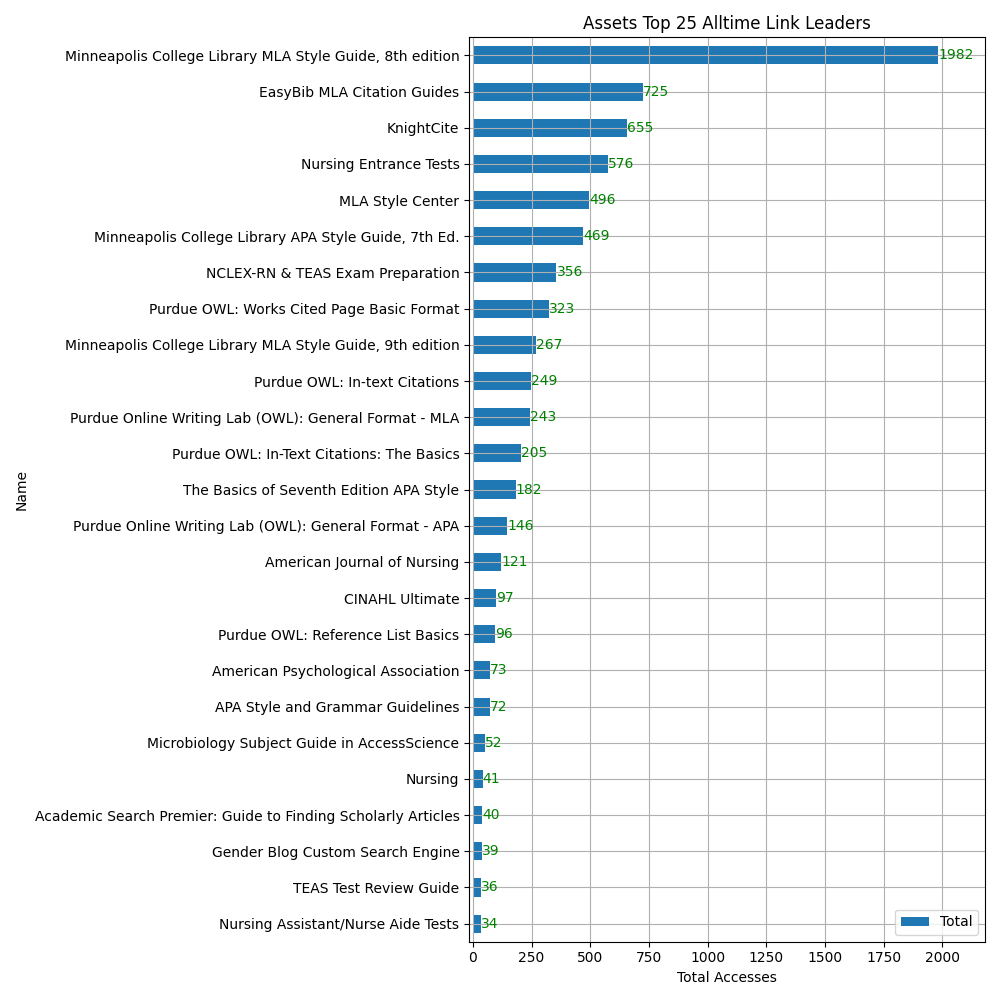 Assets Top 25 Alltime Link Leaders
Minneapolis College Library MLA Style Guide, 8th edition 1982
EasyBib MLA Citation Guides 725
KnightCite 655
Nursing Entrance Tests 576
MLA Style Center 496
Minneapolis College Library APA Style Guide, 7th Ed. 469
NCLEX-RN & TEAS Exam Preparation 356
Purdue OWL: Works Cited Page Basic Format 323
Minneapolis College Library MLA Style Guide, 9th edition 267
Purdue OWL: In-text Citations 249
Purdue Online Writing Lab (OWL): General Format - MLA 243
Purdue OWL: In-Text Citations: The Basics 205
The Basics of Seventh Edition APA Style 182
Purdue Online Writing Lab (OWL): General Format - APA 146
American Journal of Nursing 121
CINAHL Ultimate 97
Purdue OWL: Reference List Basics 96
American Psychological Association 73
APA Style and Grammar Guidelines 72
Microbiology Subject Guide in AccessScience 52
Nursing 41
Academic Search Premier: Guide to Finding Scholarly Articles 40
Gender Blog Custom Search Engine 39
TEAS Test Review Guide 36
Nursing Assistant/Nurse Aide Tests 34
Name
Total
0 250 500 750 1000 1250 1500 1750 2000
Total Accesses